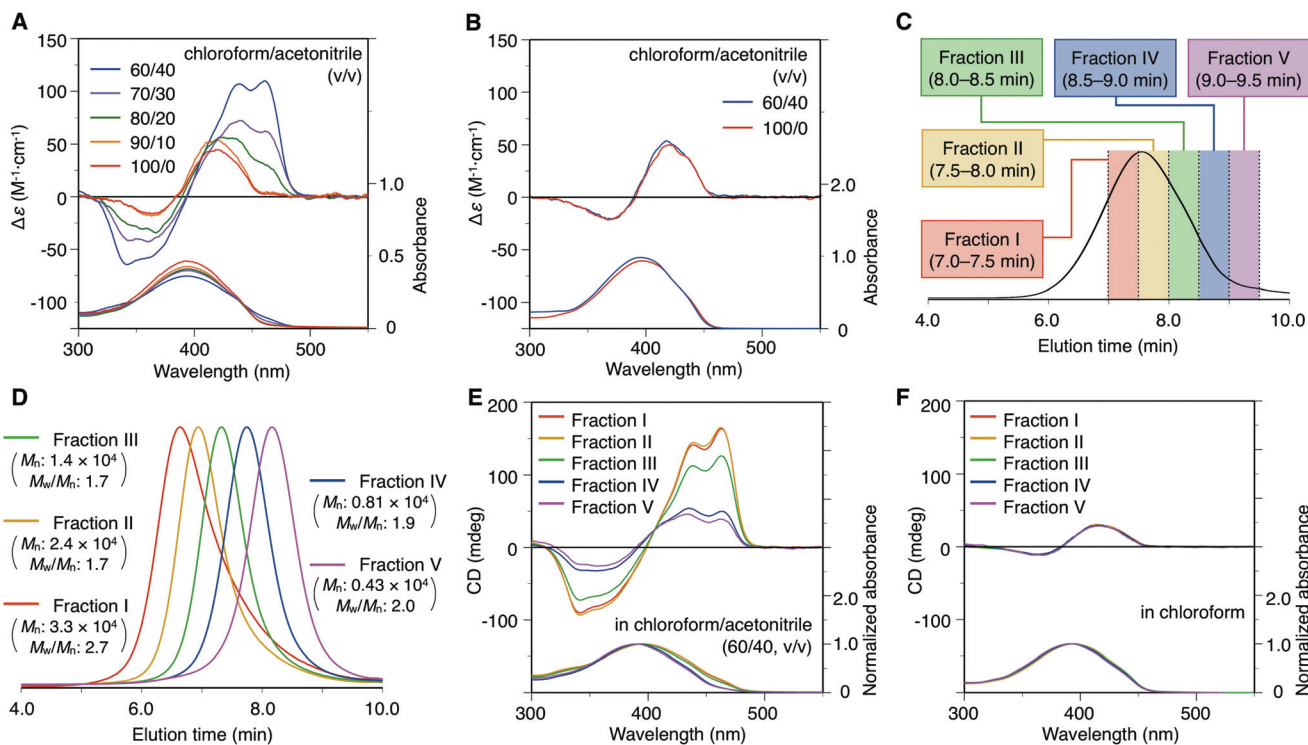 A
150
100
50
0
-50
-100
Δε (M⁻¹·cm⁻¹)
chloroform/acetonitrile
(v/v)
60/40
70/30
80/20
90/10
100/0
1.0
0.5
0
Absorbance
300
400
500
Wavelength (nm)
B
150
100
50
0
-50
-100
Δε (M⁻¹·cm⁻¹)
chloroform/acetonitrile
(v/v)
60/40
100/0
2.0
1.0
0
Absorbance
300
400
500
Wavelength (nm)
C
Fraction III
(8.0–8.5 min)
Fraction IV
(8.5–9.0 min)
Fraction V
(9.0–9.5 min)
Fraction II
(7.5–8.0 min)
Fraction I
(7.0–7.5 min)
4.0
6.0
8.0
10.0
Elution time (min)
D
Fraction III
(Mn: 1.4 × 10⁴
Mw/Mn: 1.7)
Fraction II
(Mn: 2.4 × 10⁴
Mw/Mn: 1.7)
Fraction I
(Mn: 3.3 × 10⁴
Mw/Mn: 2.7)
Fraction IV
(Mn: 0.81 × 10⁴
Mw/Mn: 1.9)
Fraction V
(Mn: 0.43 × 10⁴
Mw/Mn: 2.0)
4.0
6.0
8.0
10.0
Elution time (min)
E
200
100
0
-100
CD (mdeg)
Fraction I
Fraction II
Fraction III
Fraction IV
Fraction V
in chloroform/acetonitrile
(60/40, v/v)
2.0
1.0
0
Normalized absorbance
300
400
500
Wavelength (nm)
F
200
100
0
-100
CD (mdeg)
Fraction I
Fraction II
Fraction III
Fraction IV
Fraction V
in chloroform
2.0
1.0
0
Normalized absorbance
300
400
500
Wavelength (nm)